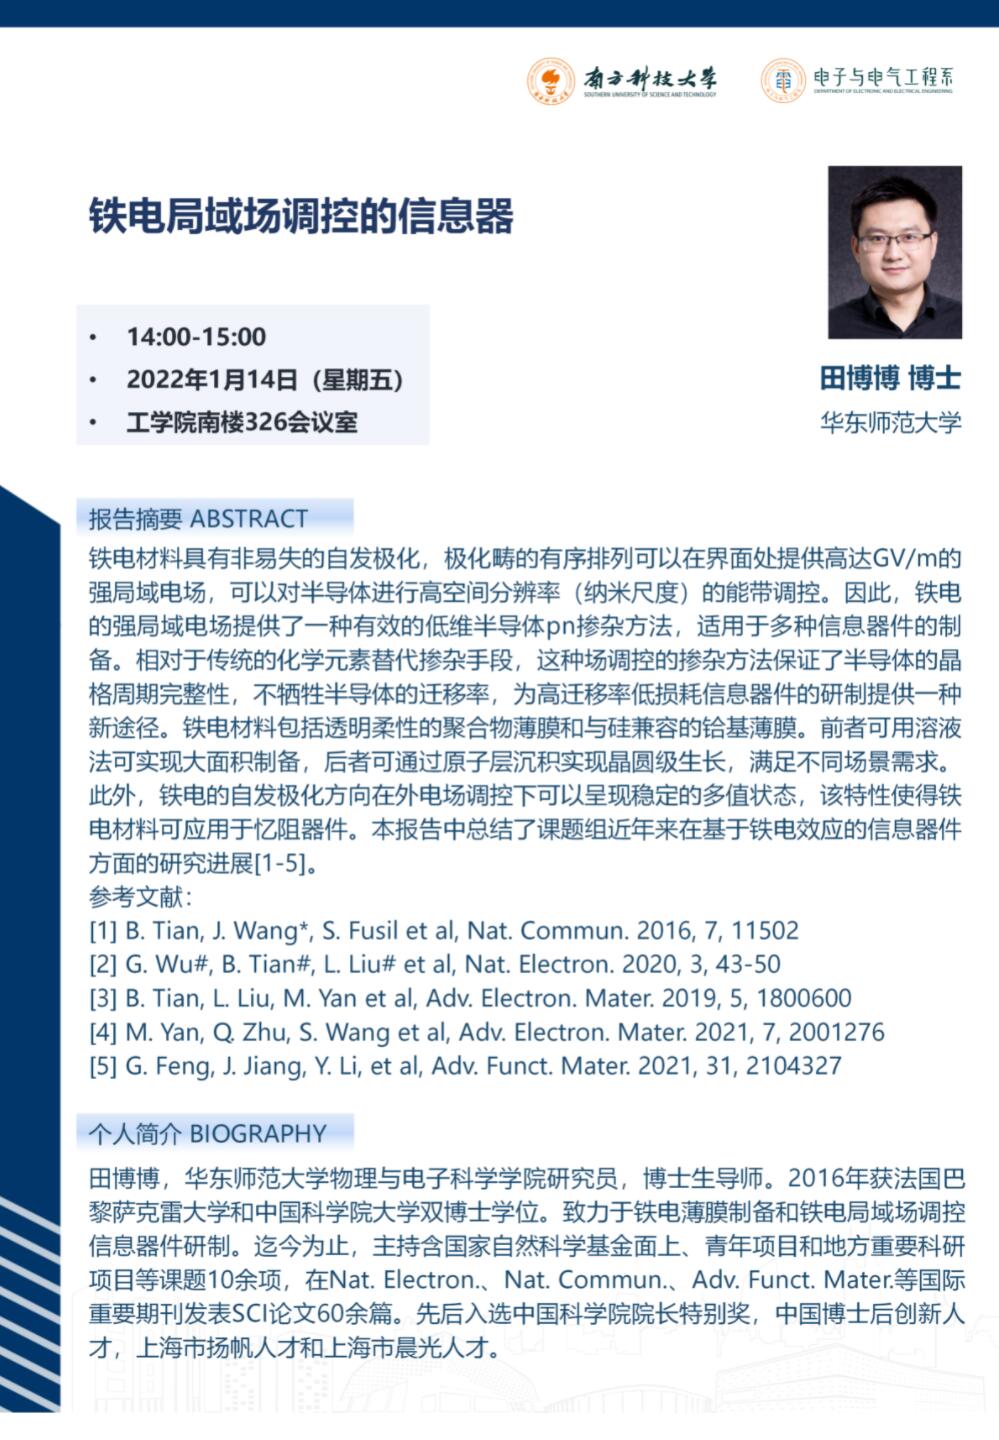 南方科技大学
SOUTHERN UNIVERSITY OF SCIENCE AND TECHNOLOGY
电子与电气工程系
DEPARTMENT OF ELECTRONIC AND ELECTRICAL ENGINEERING
铁电局域场调控的信息器
• 14:00-15:00
• 2022年1月14日（星期五）
• 工学院南楼326会议室
田博博 博士
华东师范大学
报告摘要 ABSTRACT
铁电材料具有非易失的自发极化，极化畴的有序排列可以在界面处提供高达GV/m的
强局域电场，可以对半导体进行高空间分辨率（纳米尺度）的能带调控。因此，铁电
的强局域电场提供了一种有效的低维半导体pn掺杂方法，适用于多种信息器件的制
备。相对于传统的化学元素替代掺杂手段，这种场调控的掺杂方法保证了半导体的晶
格周期完整性，不牺牲半导体的迁移率，为高迁移率低损耗信息器件的研制提供一种
新途径。铁电材料包括透明柔性的聚合物薄膜和与硅兼容的铪基薄膜。前者可用溶液
法可实现大面积制备，后者可通过原子层沉积实现晶圆级生长，满足不同场景需求。
此外，铁电的自发极化方向在外电场调控下可以呈现稳定的多值状态，该特性使得铁
电材料可应用于忆阻器件。本报告中总结了课题组近年来在基于铁电效应的信息器件
方面的研究进展[1-5]。
参考文献：
[1] B. Tian, J. Wang*, S. Fusil et al, Nat. Commun. 2016, 7, 11502
[2] G. Wu#, B. Tian#, L. Liu# et al, Nat. Electron. 2020, 3, 43-50
[3] B. Tian, L. Liu, M. Yan et al, Adv. Electron. Mater. 2019, 5, 1800600
[4] M. Yan, Q. Zhu, S. Wang et al, Adv. Electron. Mater. 2021, 7, 2001276
[5] G. Feng, J. Jiang, Y. Li, et al, Adv. Funct. Mater. 2021, 31, 2104327
个人简介 BIOGRAPHY
田博博，华东师范大学物理与电子科学学院研究员，博士生导师。2016年获法国巴
黎萨克雷大学和中国科学院大学双博士学位。致力于铁电薄膜制备和铁电局域场调控
信息器件研制。迄今为止，主持含国家自然科学基金面上、青年项目和地方重要科研
项目等课题10余项，在Nat. Electron.、Nat. Commun.、Adv. Funct. Mater.等国际
重要期刊发表SCI论文60余篇。先后入选中国科学院院长特别奖，中国博士后创新人
才，上海市扬帆人才和上海市晨光人才。